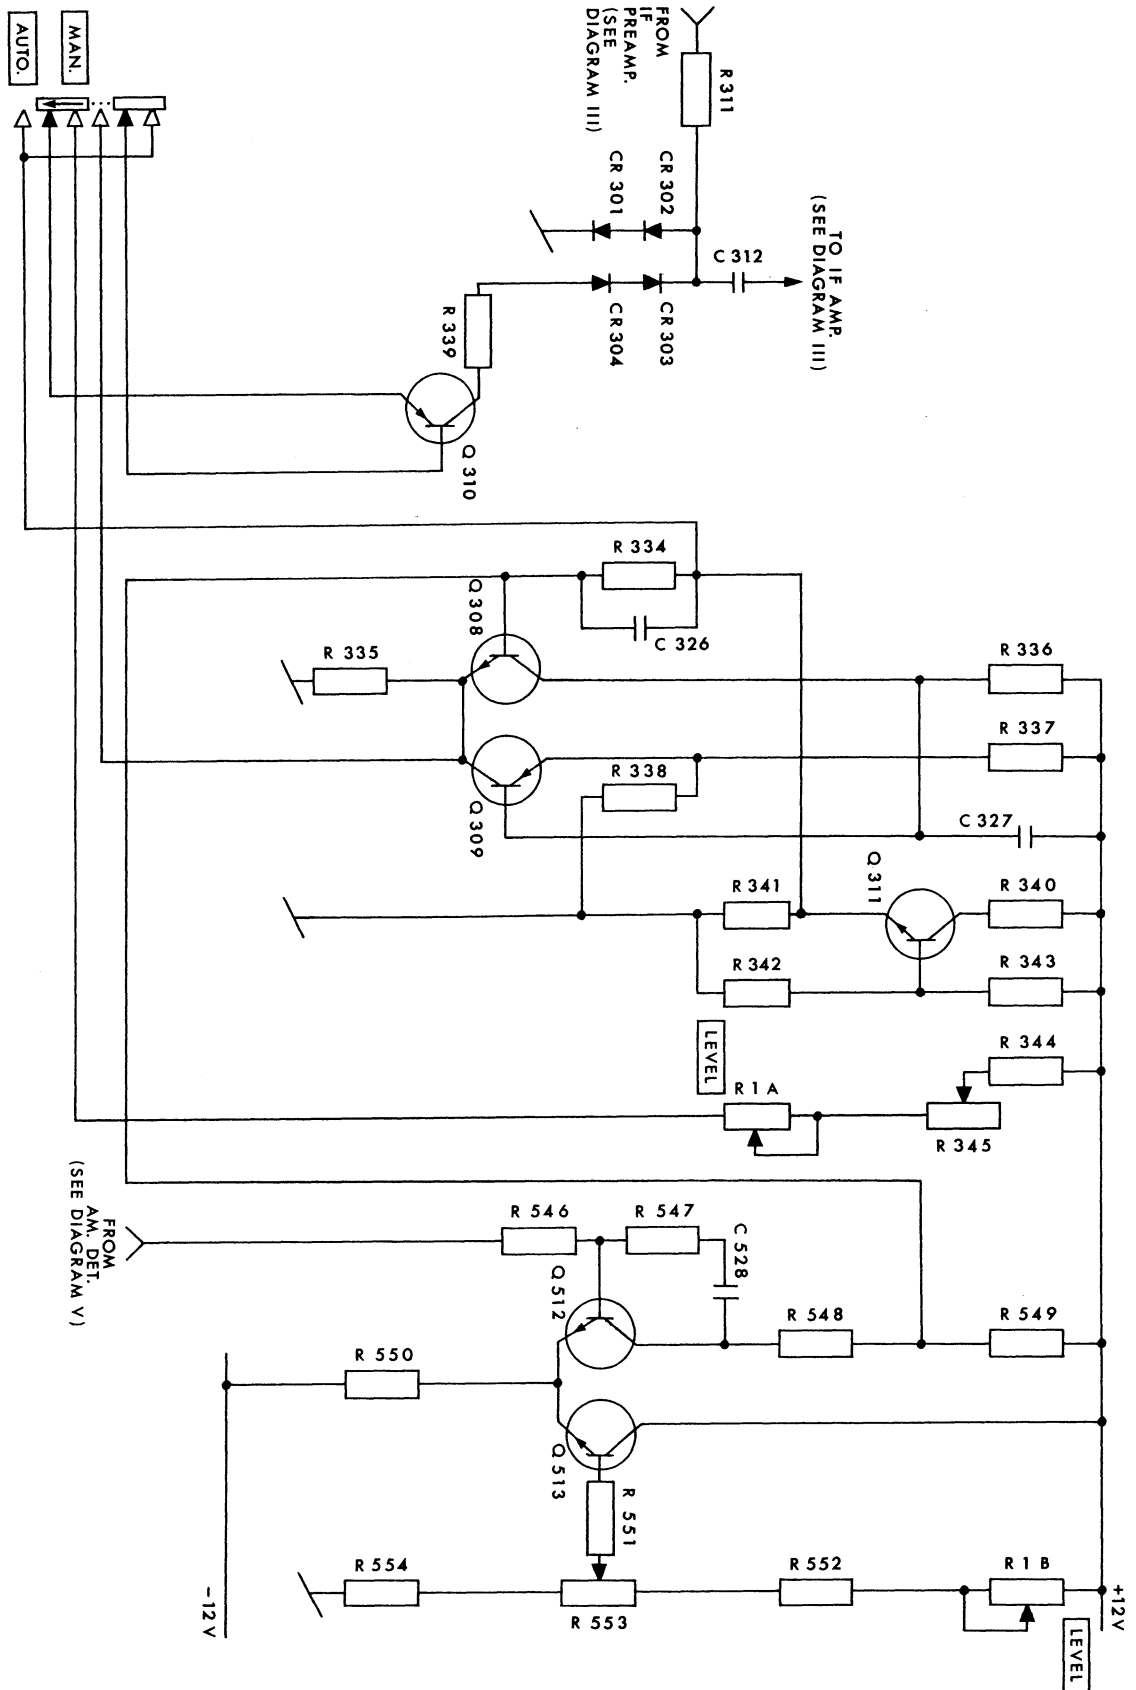 AUTO.
MAN.
FROM
IF
PREAMP.
(SEE
DIAGRAM III)
R 311
CR 301
CR 302
C 312
TO IF AMP.
(SEE DIAGRAM III)
CR 304
CR 303
R 339
Q 310
R 334
C 326
Q 308
R 335
R 336
R 337
R 338
Q 309
C 327
Q 311
R 341
R 340
R 342
R 343
LEVEL
R 1 A
R 344
R 345
FROM
AM. DET.
(SEE DIAGRAM V)
R 546
R 547
C 528
Q 512
R 548
R 549
R 550
Q 513
R 551
R 554
R 553
R 552
R 1 B
-12 V
+12 V
LEVEL